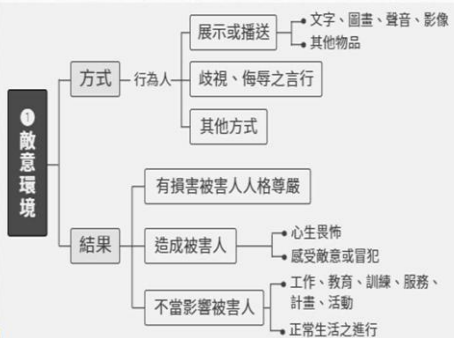 ❶敵意環境
方式
行為人
展示或播送
• 文字、圖畫、聲音、影像
• 其他物品
歧視、侮辱之言行
其他方式
結果
有損害被害人人格尊嚴
造成被害人
• 心生畏怖
• 感受敵意或冒犯
不當影響被害人
• 工作、教育、訓練、服務、
計畫、活動
• 正常生活之進行